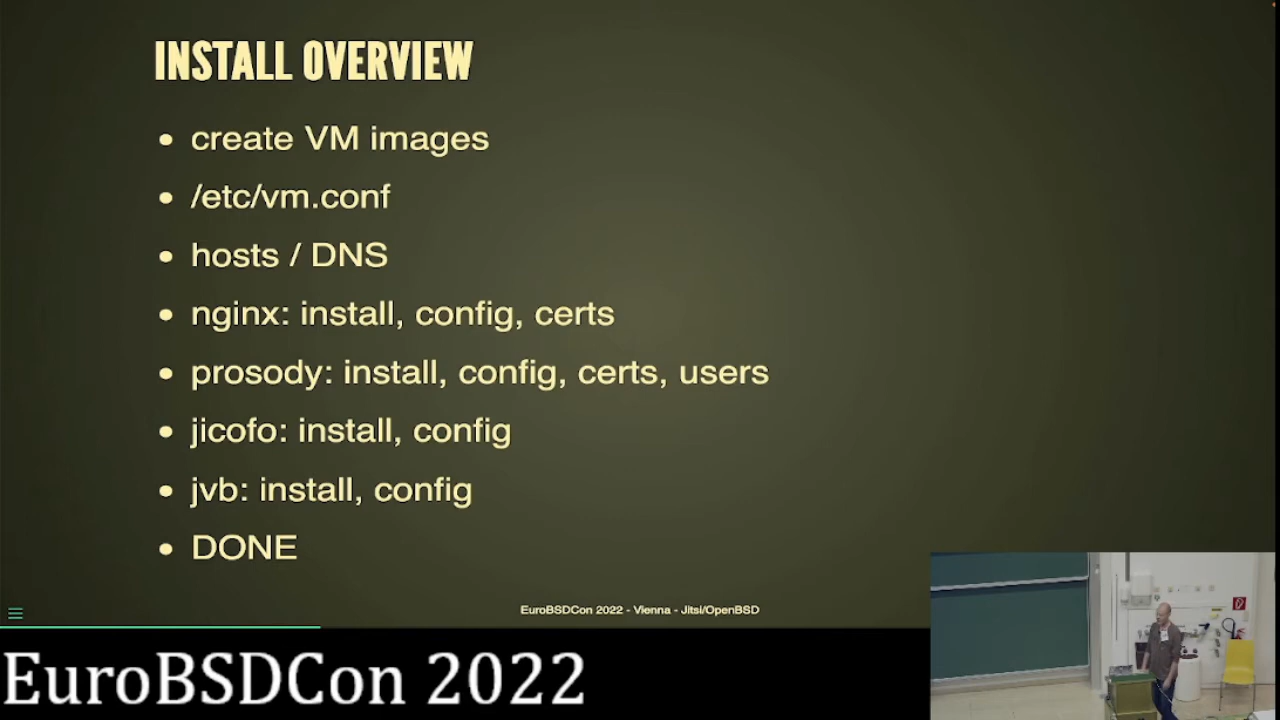 INSTALL OVERVIEW
• create VM images
• /etc/vm.conf
• hosts / DNS
• nginx: install, config, certs
• prosody: install, config, certs, users
• jicofo: install, config
• jvb: install, config
• DONE
EuroBSDCon 2022 - Vienna - Jitsi/OpenBSD
EuroBSDCon 2022